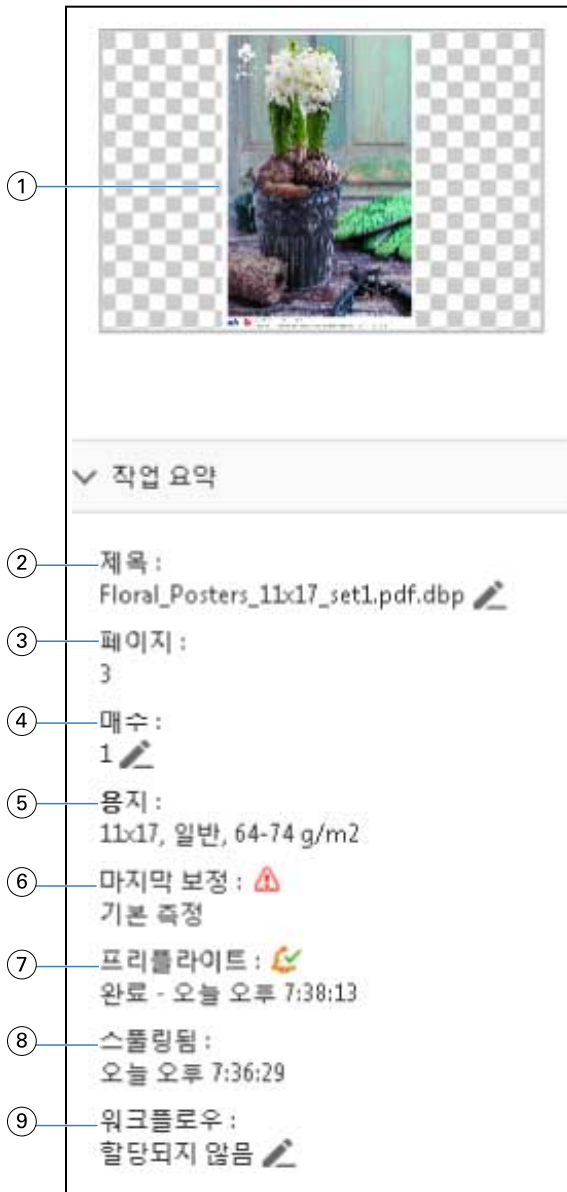 1
작업 요약
2 제목 :
Floral_Posters_11x17_set1.pdf.dbp
3 페이지 :
3
4 매수 :
1
5 용지 :
11x17, 일반, 64-74 g/m2
6 마지막 보정 :
기본 측정
7 프리플라이트 :
완료 - 오늘 오후 7:38:13
8 스풀링됨 :
오늘 오후 7:36:29
9 워크플로우 :
할당되지 않음